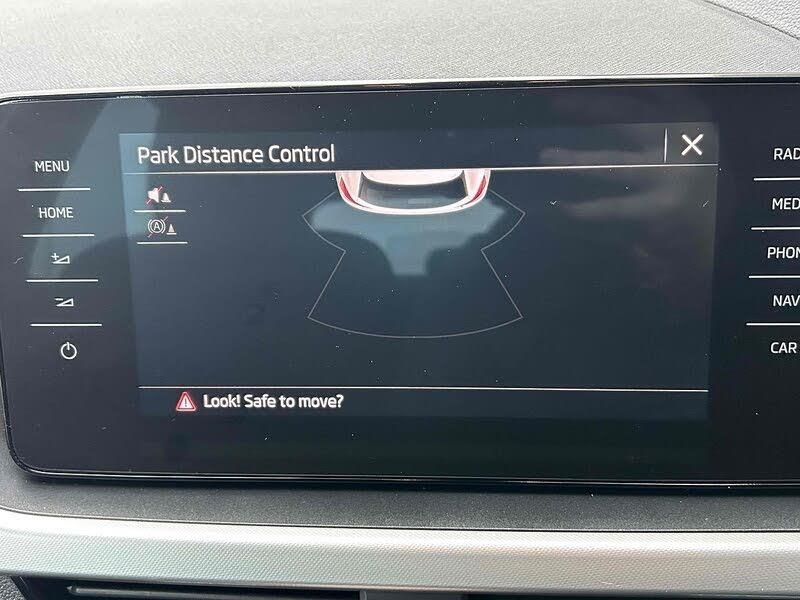 Park Distance Control
MENU
HOME
A
Look! Safe to move?
RAD
MED
PHON
NAV
CAR